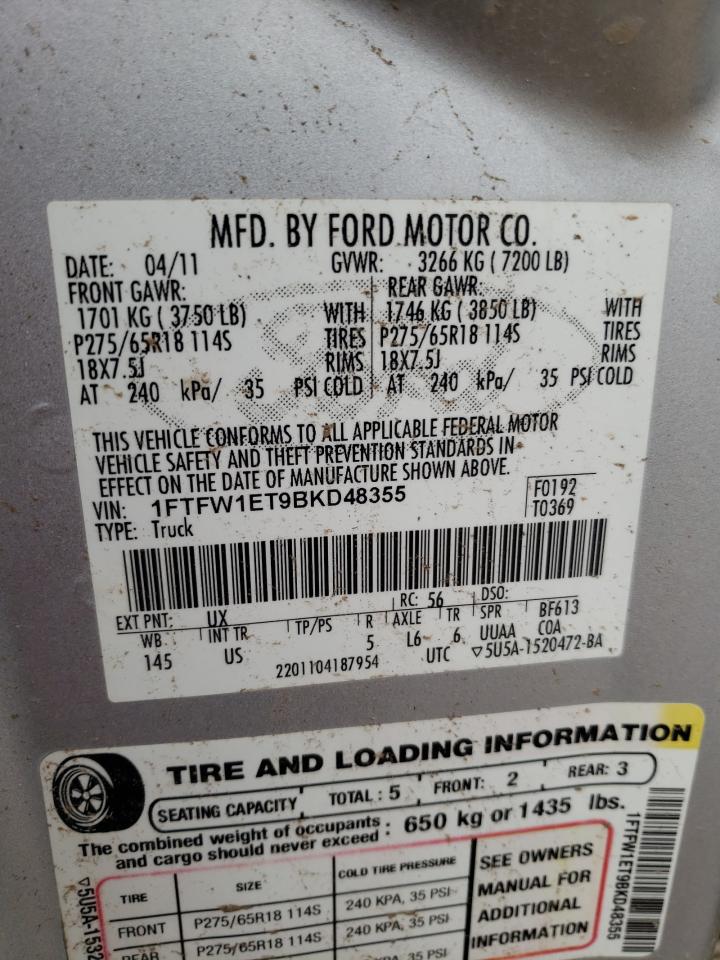 MFD. BY FORD MOTOR CO.
DATE: 04/11 GVWR: 3266 KG ( 7200 LB)
FRONT GAWR: REAR GAWR:
1701 KG ( 3750 LB) WITH 1746 KG ( 3850 LB) WITH
P275/65R18 114S TIRES P275/65R18 114S TIRES
18X7.5J RIMS 18X7.5J RIMS
AT 240 kPa/ 35 PSI COLD AT 240 kPa/ 35 PSI COLD
THIS VEHICLE CONFORMS TO ALL APPLICABLE FEDERAL MOTOR
VEHICLE SAFETY AND THEFT PREVENTION STANDARDS IN
EFFECT ON THE DATE OF MANUFACTURE SHOWN ABOVE.
VIN: 1FTFW1ET9BKD48355 F0192
TYPE: Truck T0369
EXT PNT: UX RC: 56 DSO:
WB INT TR TP/PS R AXLE TR SPR BF613
145 US 5 L6 6 UUAA COA
2201104187954 UTC ▽5U5A-1520472-BA
TIRE AND LOADING INFORMATION
SEATING CAPACITY TOTAL : 5 FRONT: 2 REAR: 3
The combined weight of occupants : 650 kg or 1435 lbs.
and cargo should never exceed
TIRE SIZE COLD TIRE PRESSURE SEE OWNERS
FRONT P275/65R18 114S 240 KPA, 35 PSI MANUAL FOR
REAR P275/65R18 114S 240 KPA, 35 PSI ADDITIONAL
35 PSI INFORMATION
1FTFW1ET9BKD48355
▽5U5A-1532